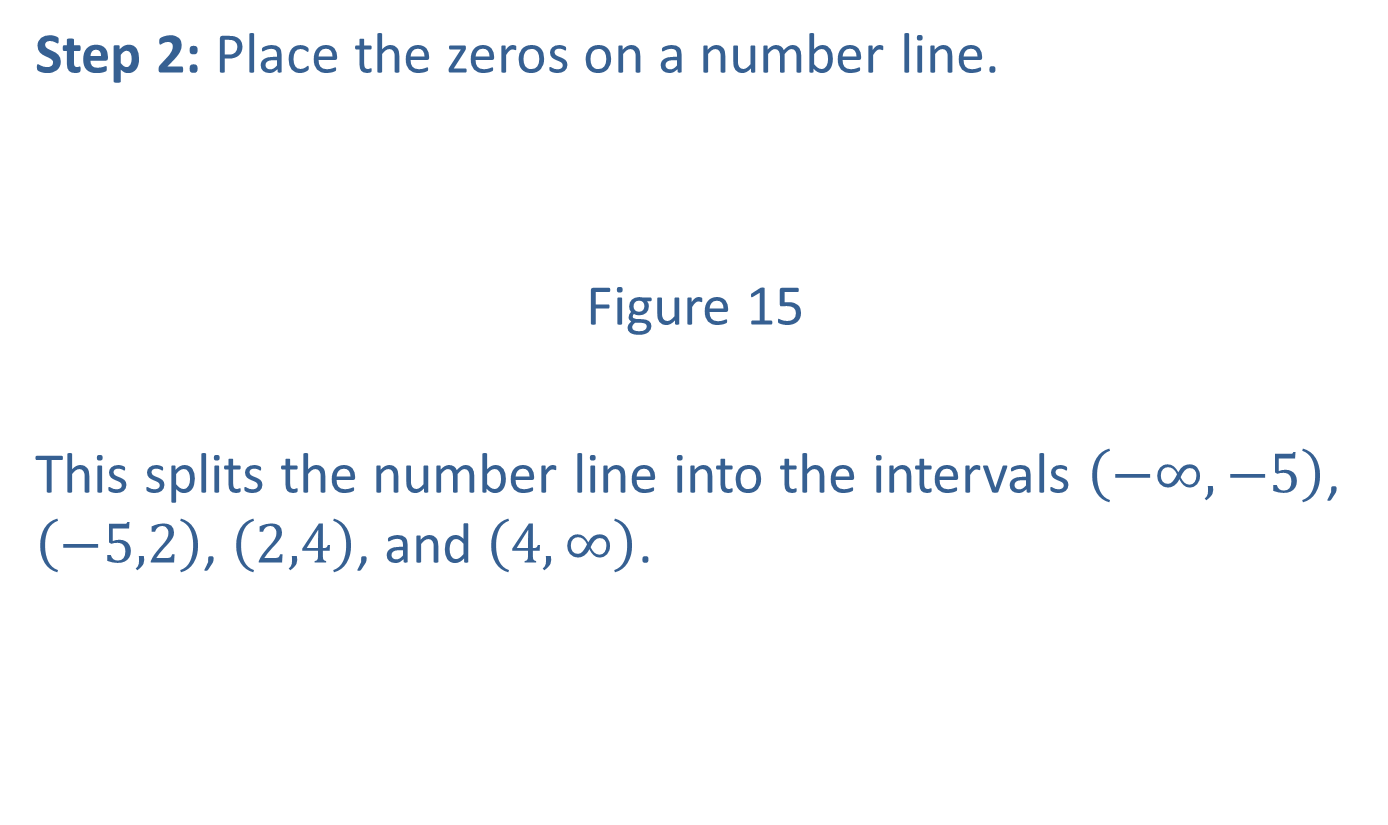 Step 2: Place the zeros on a number line.
Figure 15
This splits the number line into the intervals (−∞, −5),
(−5,2), (2,4), and (4, ∞).